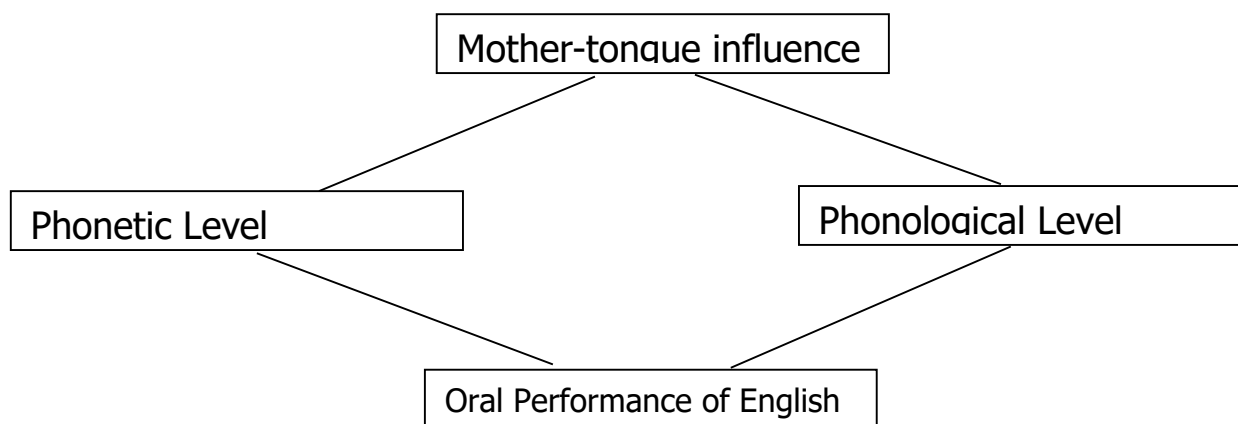 Mother-tongue influence
Phonetic Level
Phonological Level
Oral Performance of English